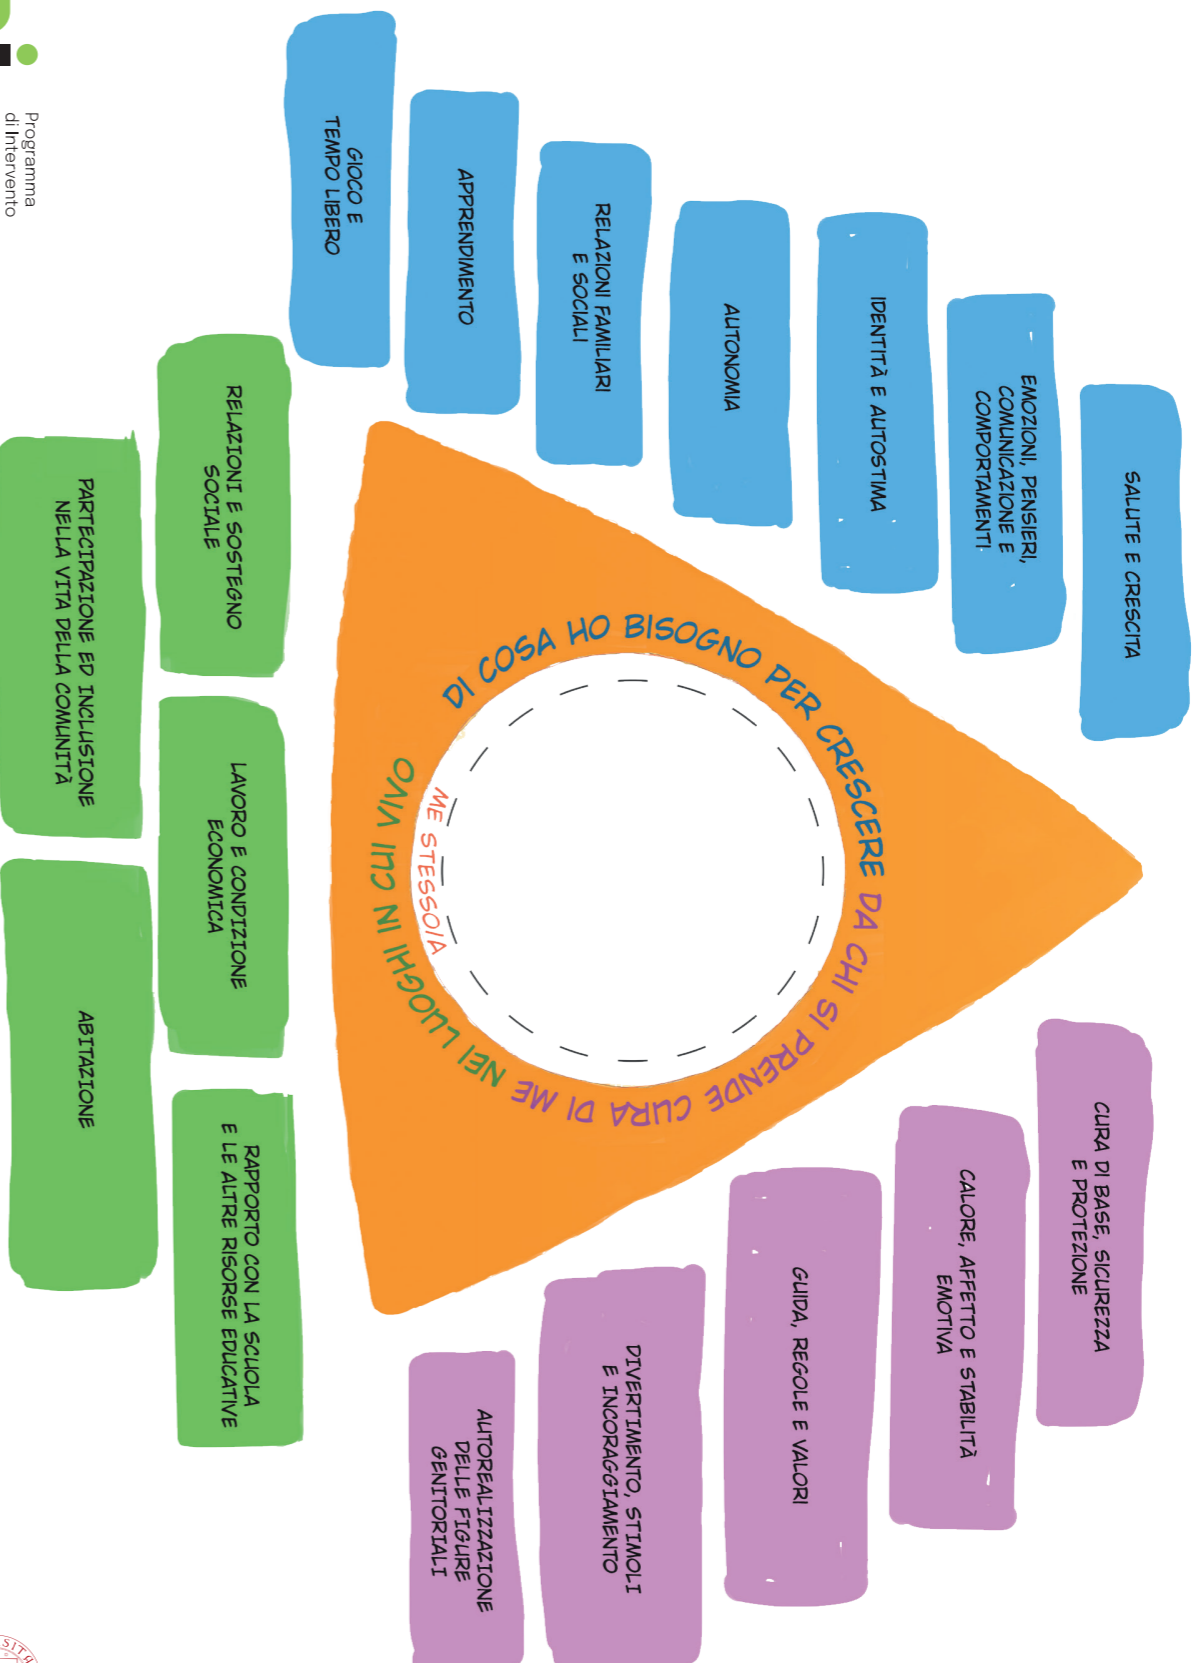 SALUTE E CRESCITA
EMOZIONI, PENSIERI,
COMUNICAZIONE E
COMPORTAMENTI
IDENTITÀ E AUTOSTIMA
AUTONOMIA
RELAZIONI FAMILIARI
E SOCIALI
APPRENDIMENTO
GIOCO E
TEMPO LIBERO
CURA DI BASE, SICUREZZA
E PROTEZIONE
CALORE, AFFETTO E STABILITÀ
EMOTIVA
GUIDA, REGOLE E VALORI
DIVERTIMENTO, STIMOLI
E INCORAGGIAMENTO
AUTOREALIZZAZIONE
DELLE FIGURE
GENITORIALI
DI COSA HO BISOGNO PER CRESCERE
DA CHI SI PRENDE CURA DI ME
NEI LUOGHI IN CUI VIVO
ME STESSO/A
RELAZIONI E SOSTEGNO
SOCIALE
LAVORO E CONDIZIONE
ECONOMICA
RAPPORTO CON LA SCUOLA
E LE ALTRE RISORSE EDUCATIVE
PARTECIPAZIONE ED INCLUSIONE
NELLA VITA DELLA COMUNITÀ
ABITAZIONE
Programma
di Intervento